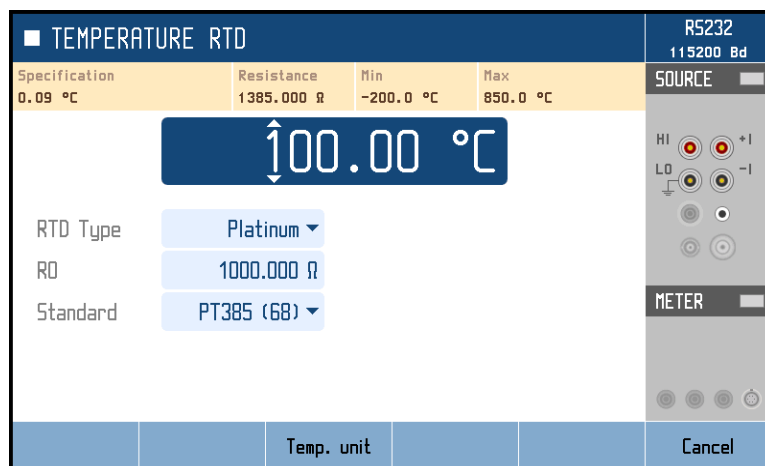 ■ TEMPERATURE RTD
RS232
115200 Bd
Specification Resistance Min Max
0.09 °C 1385.000 Ω -200.0 °C 850.0 °C
SOURCE
100.00 °C
HI +I
LO -I
RTD Type Platinum
R0 1000.000 Ω
Standard PT385 (68)
METER
Temp. unit Cancel